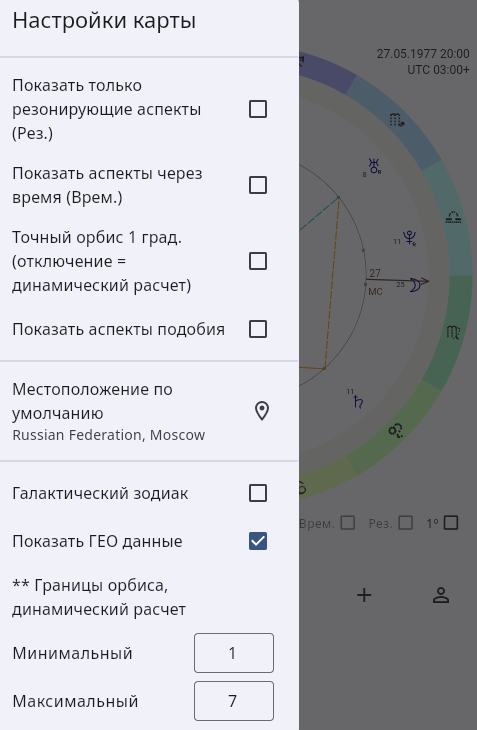 Настройки карты
27.05.1977 20:00
UTC 03:00+
Показать только
резонирующие аспекты
(Рез.)
Показать аспекты через
время (Врем.)
Точный орбис 1 град.
(отключение =
динамический расчет)
Показать аспекты подобия
Местоположение по
умолчанию
Russian Federation, Moscow
Галактический зодиак
Показать ГЕО данные
** Границы орбиса,
динамический расчет
Минимальный 1
Максимальный 7
8
11
27
MC
25
11
Врем. Рез. 1º